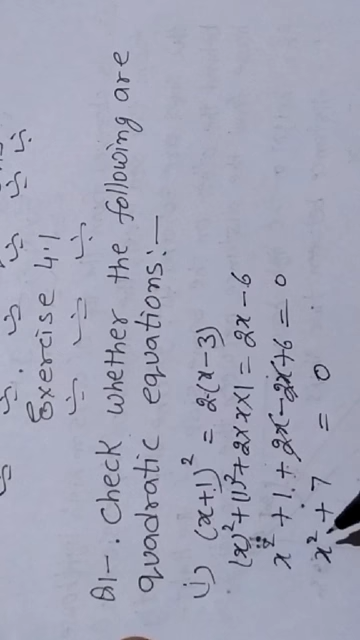 Exercise 4.1
Q1-. Check whether the following are
quadratic equations:-
i) (x+1)² = 2(x-3)
(x)²+(1)²+2×x×1 = 2x-6
x²+1+2x-2x+6=0
x²+7 = 0